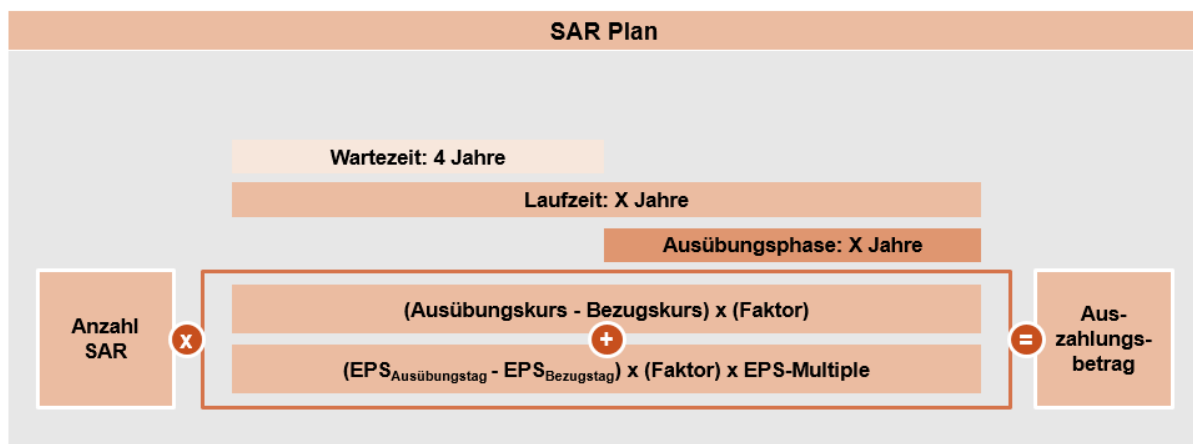 SAR Plan
Wartezeit: 4 Jahre
Laufzeit: X Jahre
Ausübungsphase: X Jahre
Anzahl
SAR
x
(Ausübungskurs - Bezugskurs) x (Faktor)
+
(EPSAusübungstag - EPSBezugstag) x (Faktor) x EPS-Multiple
=
Aus-
zahlungs-
betrag